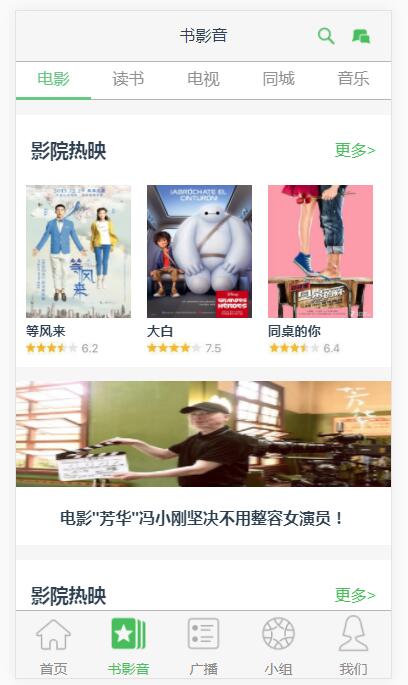 书影音
电影 读书 电视 同城 音乐
影院热映 更多>
等风来
¡ABRÓCHATE EL CINTURÓN!
GRANDES HÉROES
等风来 大白 同桌的你
6.2 7.5 6.4
芳华
电影"芳华"冯小刚坚决不用整容女演员！
影院热映 更多>
首页 书影音 广播 小组 我们